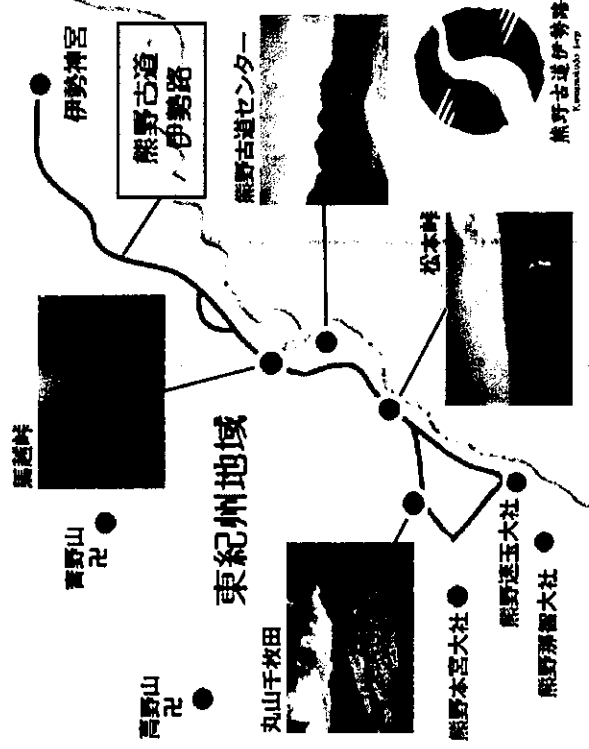 伊勢神宮
熊野古道
伊勢路
熊野古道センター
熊野古道伊勢路
馬越峠
松本峠
高野山
卍
東紀州地域
高野山
卍
丸山千枚田
熊野本宮大社
熊野速玉大社
熊野那智大社